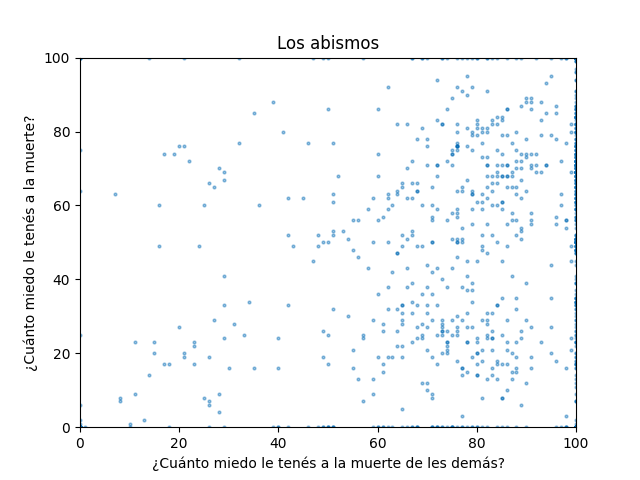 Los abismos
¿Cuánto miedo le tenés a la muerte?
100
80
60
40
20
0
0 20 40 60 80 100
¿Cuánto miedo le tenés a la muerte de les demás?